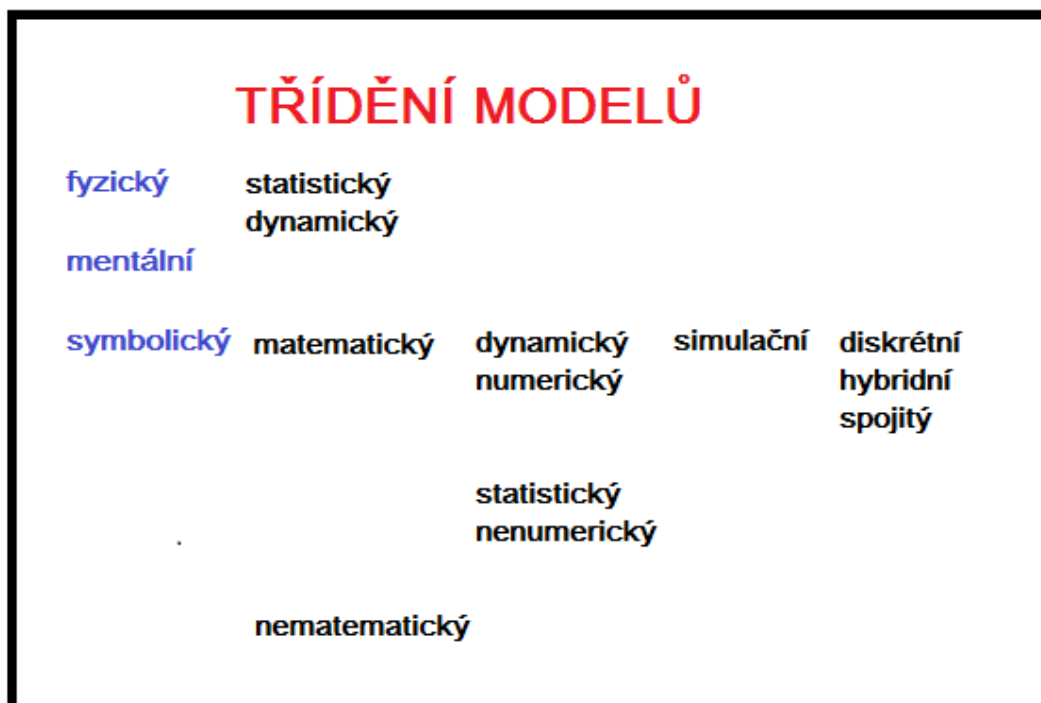 TŘÍDĚNÍ MODELŮ
fyzický statistický
dynamický
mentální
symbolický matematický dynamický simulační diskrétní
numerický hybridní
spojitý
statistický
nenumerický
nematematický